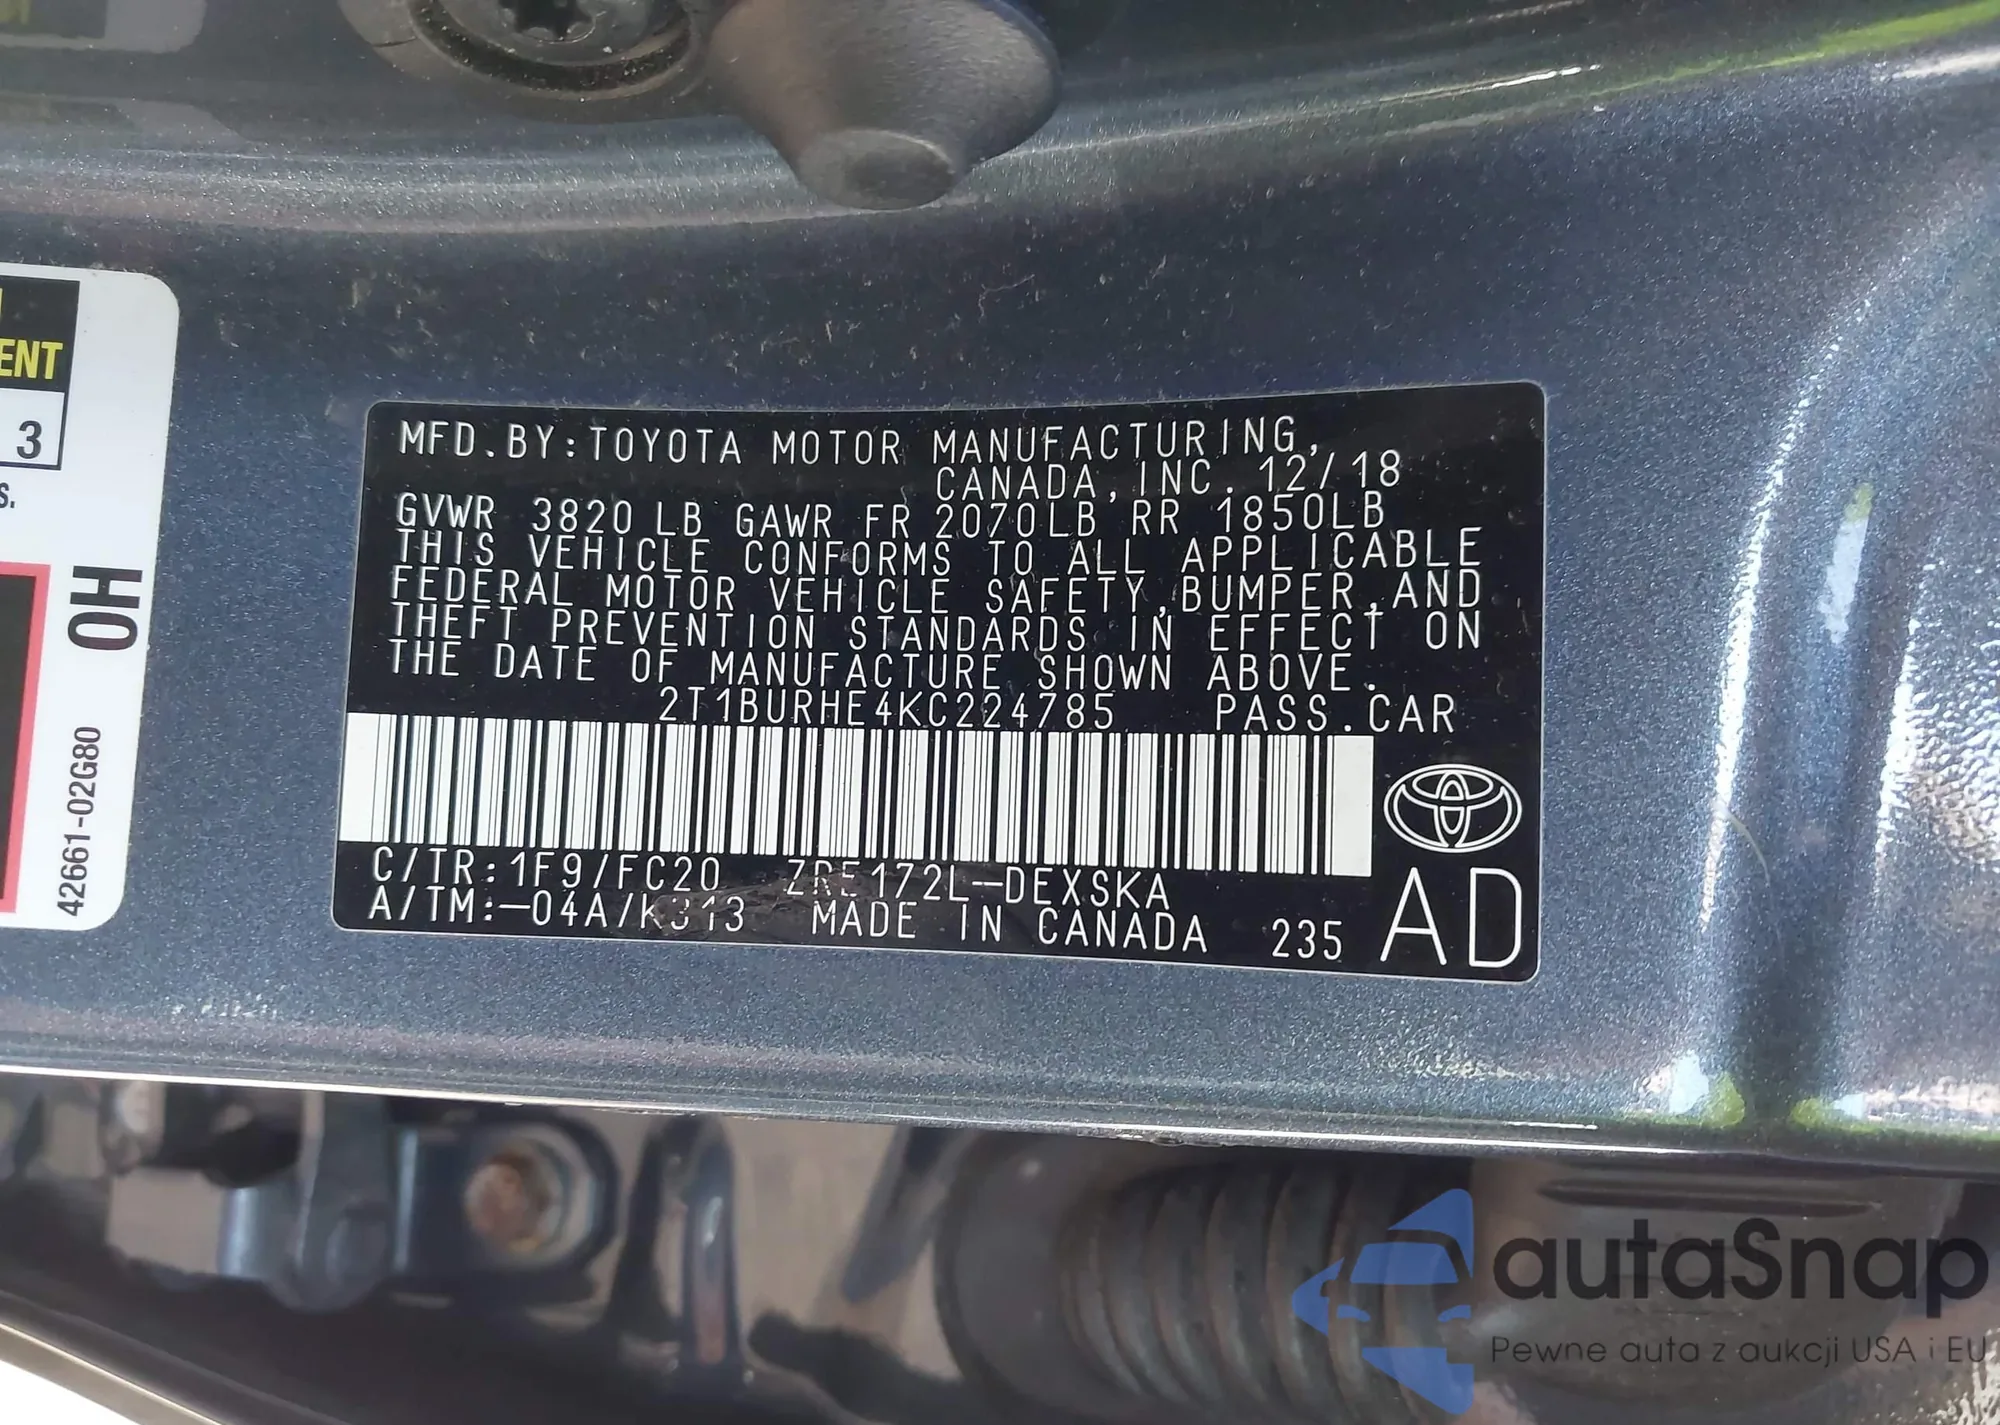 ENT
3
S.
OH
42661-02G80
MFD.BY:TOYOTA MOTOR MANUFACTURING,
CANADA,INC. 12/18
GVWR 3820 LB GAWR FR 2070LB RR 1850LB
THIS VEHICLE CONFORMS TO ALL APPLICABLE
FEDERAL MOTOR VEHICLE SAFETY,BUMPER,AND
THEFT PREVENTION STANDARDS IN EFFECT ON
THE DATE OF MANUFACTURE SHOWN ABOVE.
2T1BURHE4KC224785 PASS.CAR
C/TR:1F9/FC20 ZRE172L-DEXSKA
A/TM:-04A/K313 MADE IN CANADA 235
AD
autaSnap
Pewne auta z aukcji USA i EU